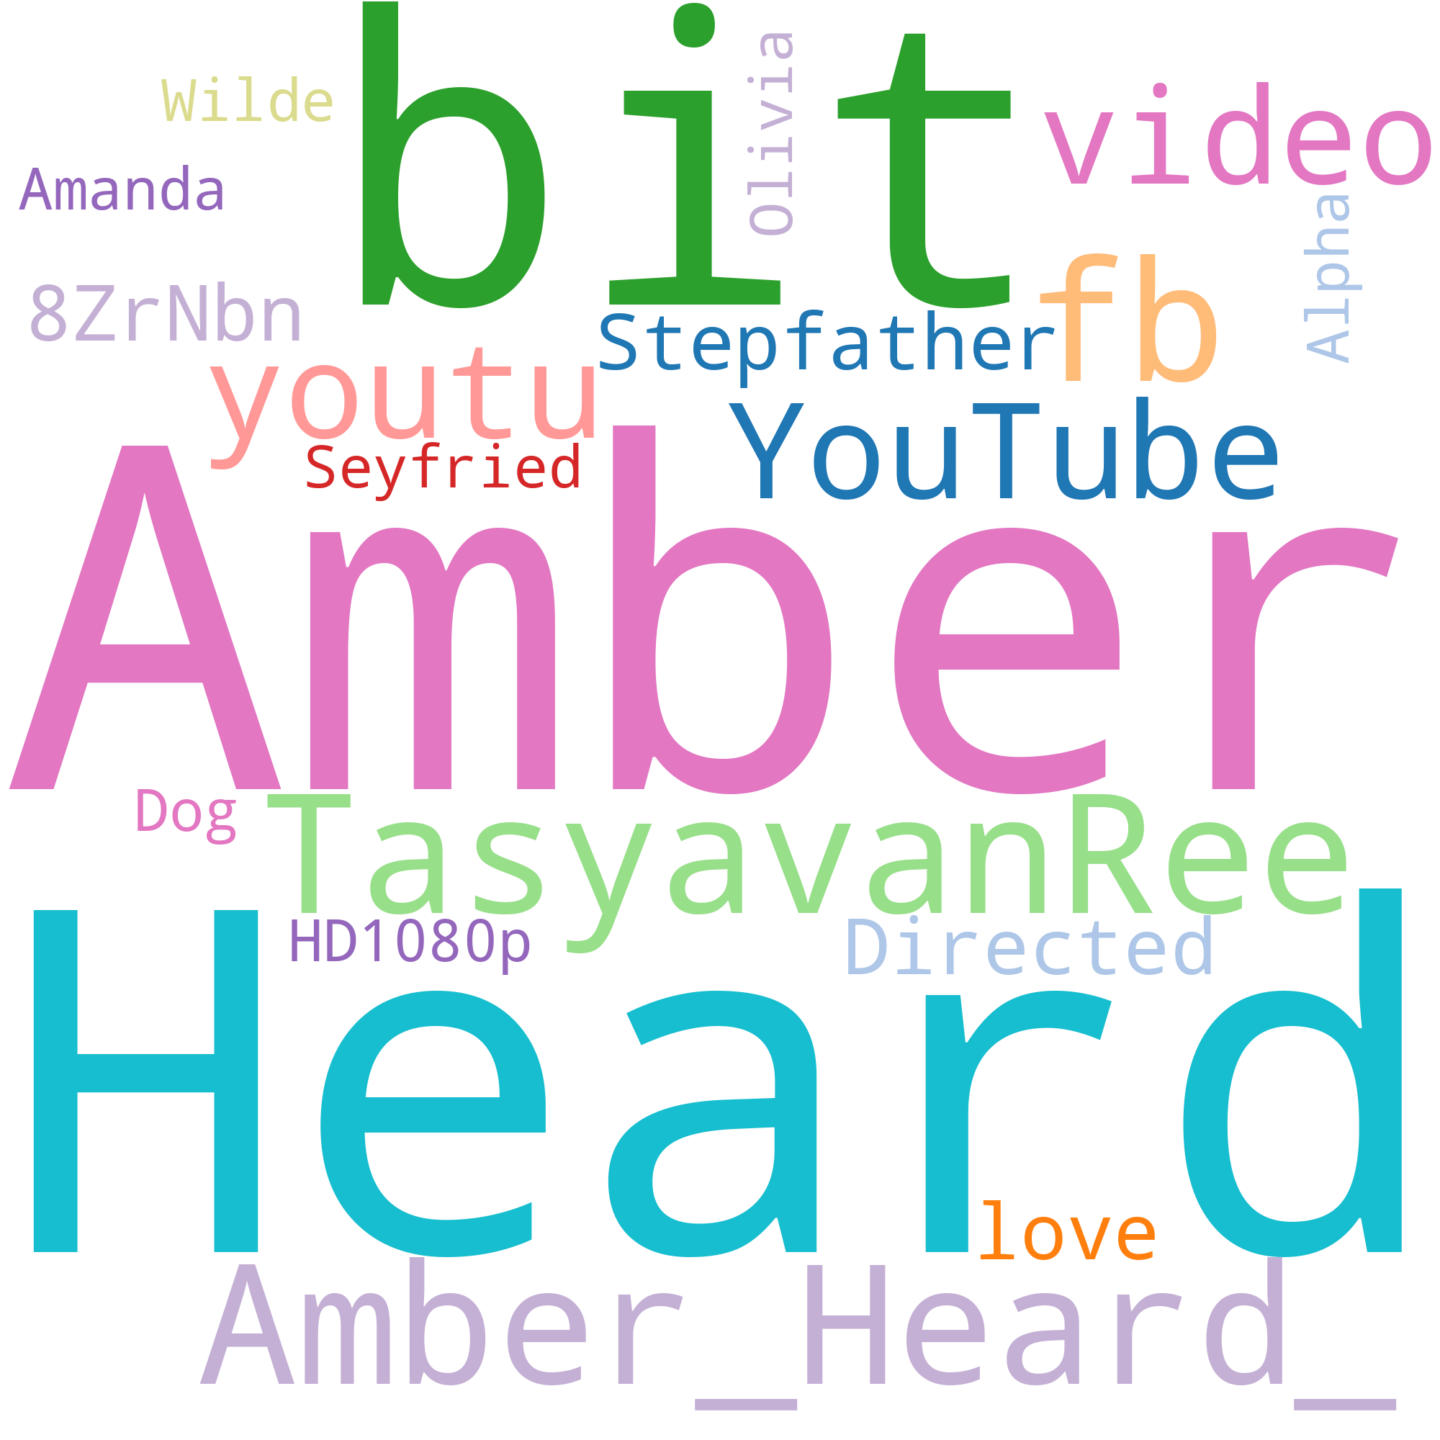 bit
Wilde
Olivia
video
Amanda
Alpha
8ZrNbn
fb
Stepfather
youtu
YouTube
Seyfried
Amber
Dog
TasyavanRee
HD1080p
Directed
Heard
love
Amber_Heard_